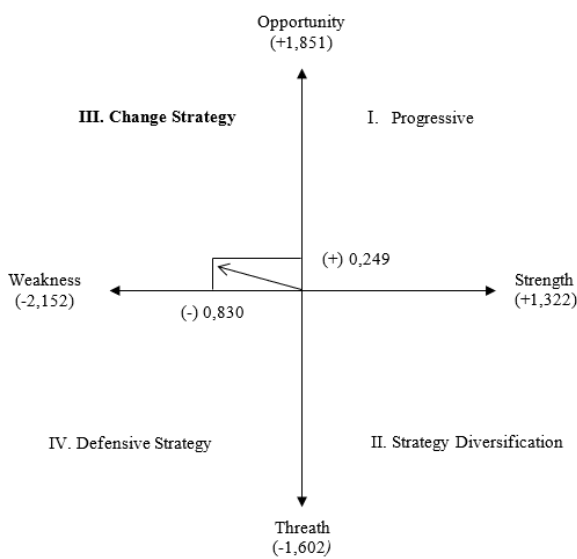 Opportunity
(+1,851)
III. Change Strategy
I. Progressive
(+) 0,249
Weakness
(-2,152)
Strength
(+1,322)
(-) 0,830
IV. Defensive Strategy
II. Strategy Diversification
Threath
(-1,602)